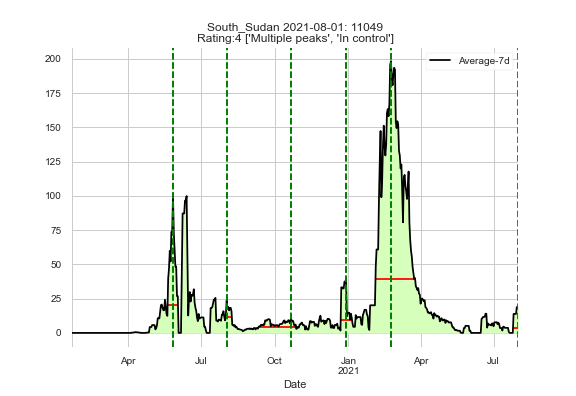 South_Sudan 2021-08-01: 11049
Rating:4 ['Multiple peaks', 'In control']
Average-7d
200
175
150
125
100
75
50
25
0
Apr
Jul
Oct
Jan
2021
Apr
Jul
Date